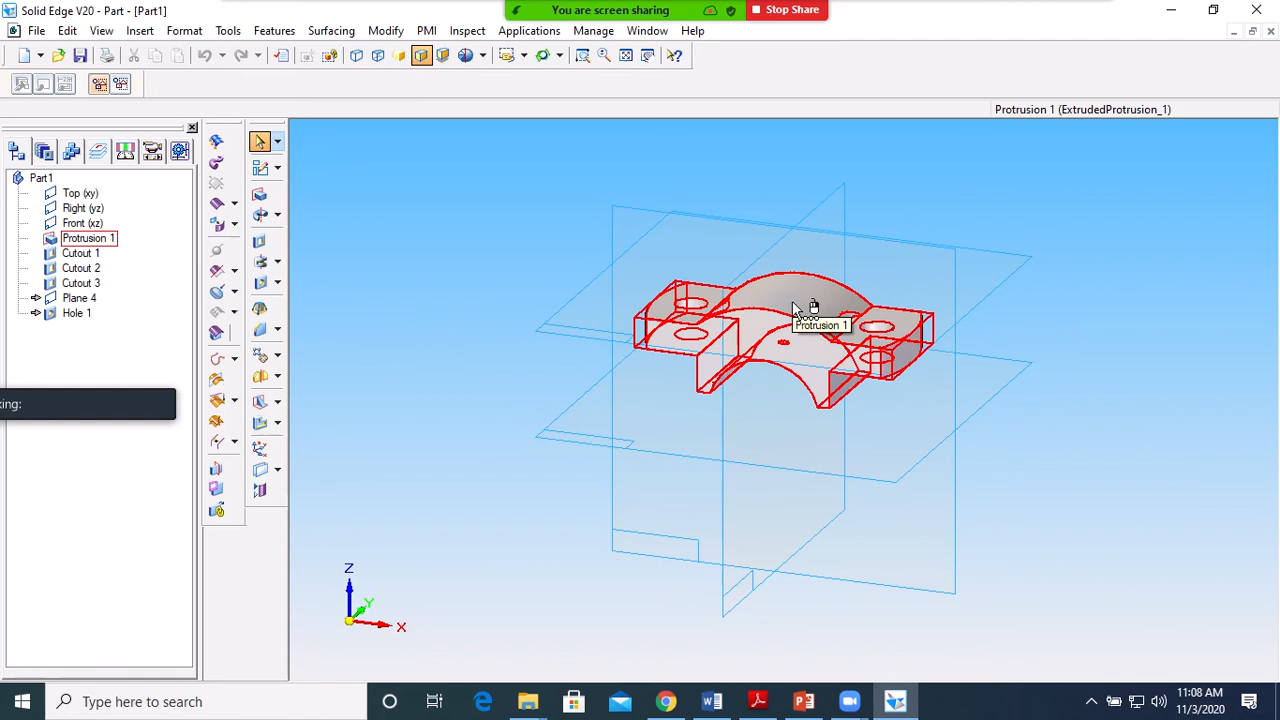 Solid Edge V20 - Part - [Part1]
You are screen sharing
Stop Share
File Edit View Insert Format Tools Features Surfacing Modify PMI Inspect Applications Manage Window Help
Protrusion 1 (ExtrudedProtrusion_1)
Part1
Top (xy)
Right (yz)
Front (xz)
Protrusion 1
Cutout 1
Cutout 2
Cutout 3
Plane 4
Hole 1
king:
Protrusion 1
Z
Y
X
Type here to search
11:08 AM
11/3/2020